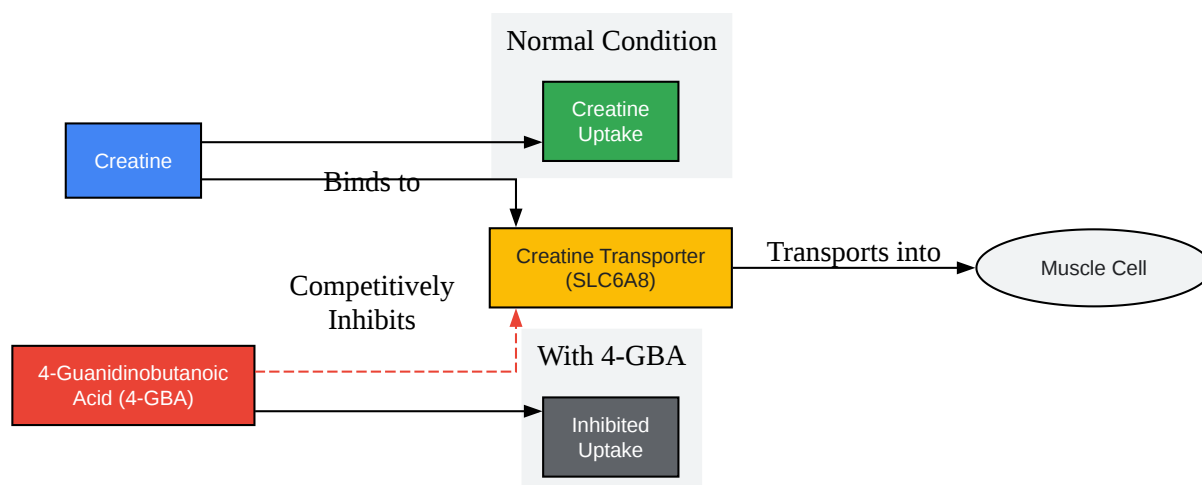 Normal Condition
Creatine
Uptake
Creatine
Binds to
Creatine Transporter
(SLC6A8)
Transports into
Muscle Cell
Competitively
Inhibits
With 4-GBA
4-Guanidinobutanoic
Acid (4-GBA)
Inhibited
Uptake